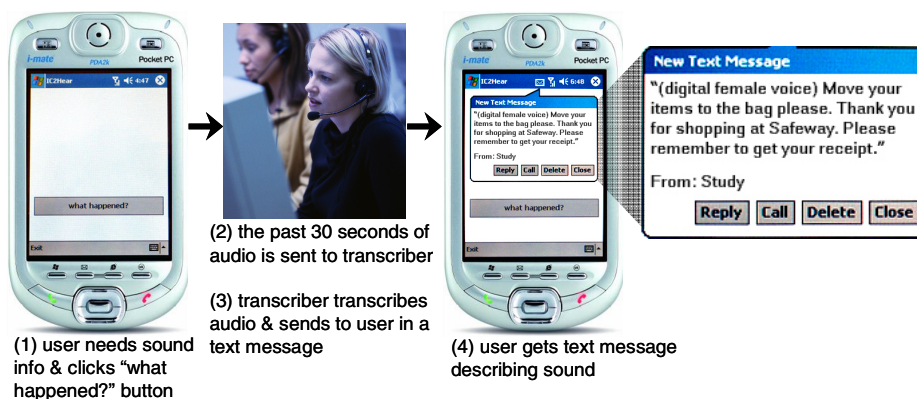 i-mate
PDA2k
Pocket PC
IC2Hear
4:47
what happened?
Exit
(1) user needs sound
info & clicks “what
happened?” button
(2) the past 30 seconds of
audio is sent to transcriber
(3) transcriber transcribes
audio & sends to user in a
text message
i-mate
PDA2k
Pocket PC
IC2Hear
6:48
New Text Message
“(digital female voice) Move your
items to the bag please. Thank you
for shopping at Safeway. Please
remember to get your receipt.”
From: Study
Reply Call Delete Close
what happened?
Exit
(4) user gets text message
describing sound
New Text Message
“(digital female voice) Move your
items to the bag please. Thank you
for shopping at Safeway. Please
remember to get your receipt.”
From: Study
Reply Call Delete Close